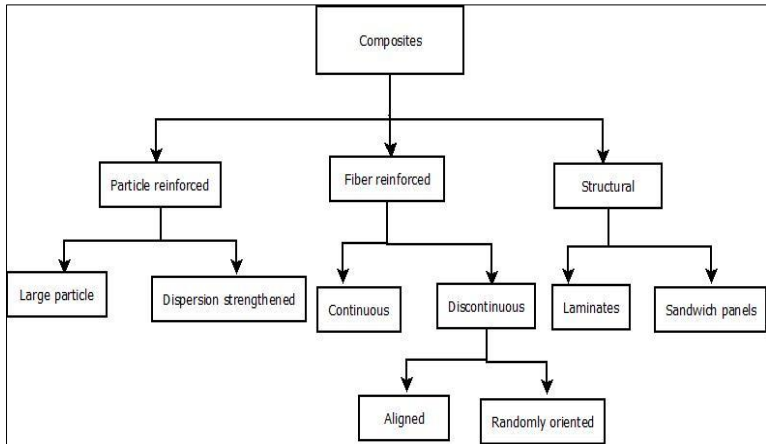 Composites
Particle reinforced
Fiber reinforced
Structural
Large particle
Dispersion strengthened
Continuous
Discontinuous
Laminates
Sandwich panels
Aligned
Randomly oriented